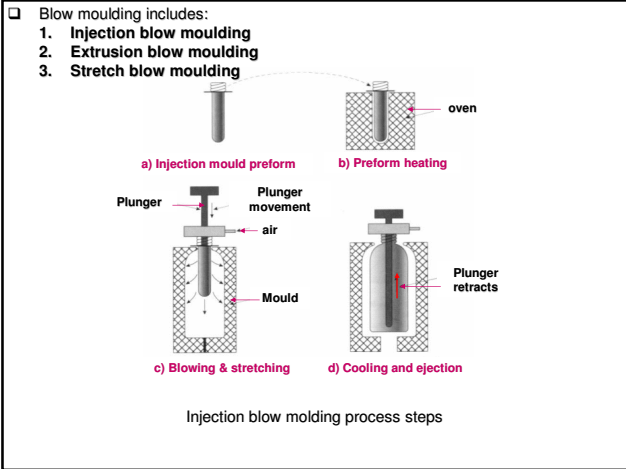 Blow moulding includes:
1. Injection blow moulding
2. Extrusion blow moulding
3. Stretch blow moulding
oven
a) Injection mould preform
b) Preform heating
Plunger
Plunger
movement
air
Mould
Plunger
retracts
c) Blowing & stretching
d) Cooling and ejection
Injection blow molding process steps